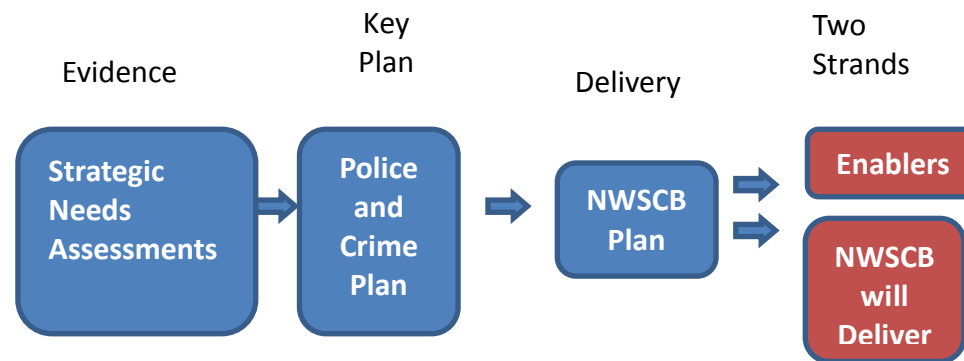 Evidence
Key
Plan
Delivery
Two
Strands
Strategic
Needs
Assessments
Police
and
Crime
Plan
NWSCB
Plan
Enablers
NWSCB
will
Deliver